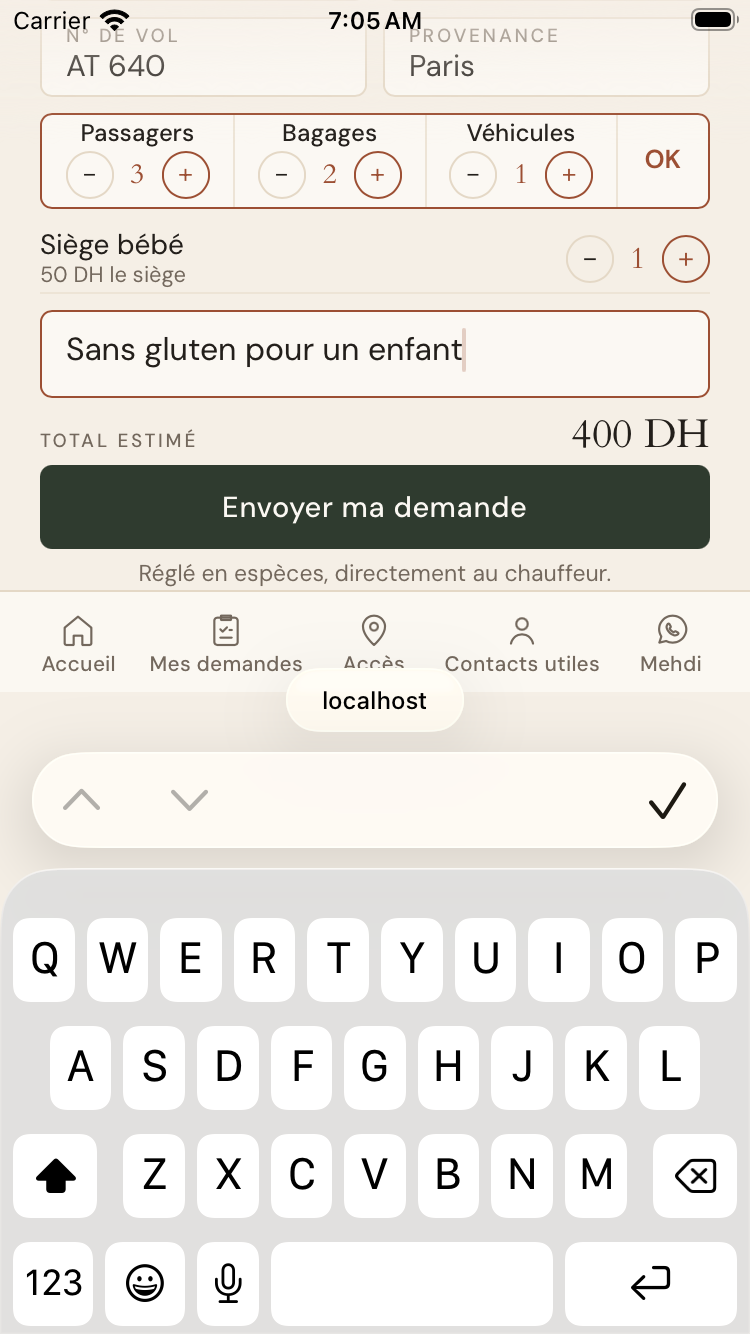 Carrier 7:05 AM
N° DE VOL PROVENANCE
AT 640 Paris
Passagers Bagages Véhicules
− 3 + − 2 + − 1 + OK
Siège bébé
50 DH le siège − 1 +
Sans gluten pour un enfant
TOTAL ESTIMÉ 400 DH
Envoyer ma demande
Réglé en espèces, directement au chauffeur.
Accueil Mes demandes Accès Contacts utiles Mehdi
localhost
Q W E R T Y U I O P
A S D F G H J K L
Z X C V B N M
123